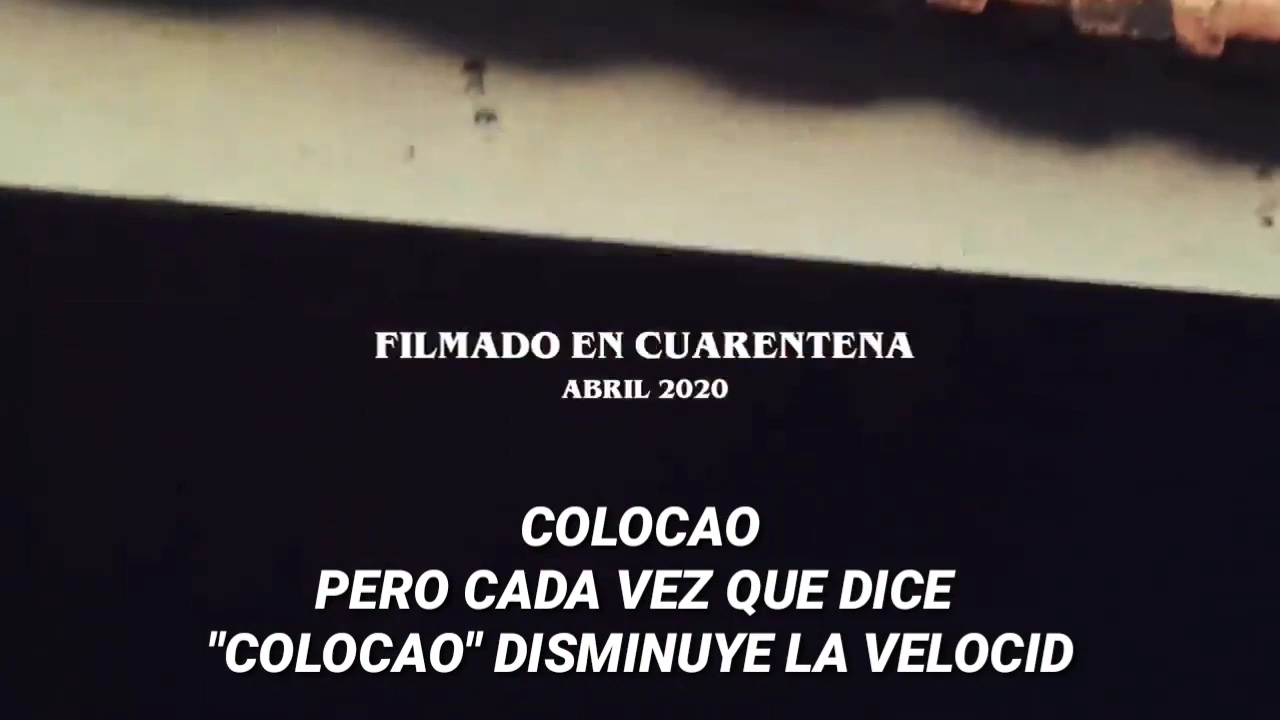 FILMADO EN CUARENTENA
ABRIL 2020
COLOCAO
PERO CADA VEZ QUE DICE
"COLOCAO" DISMINUYE LA VELOCID